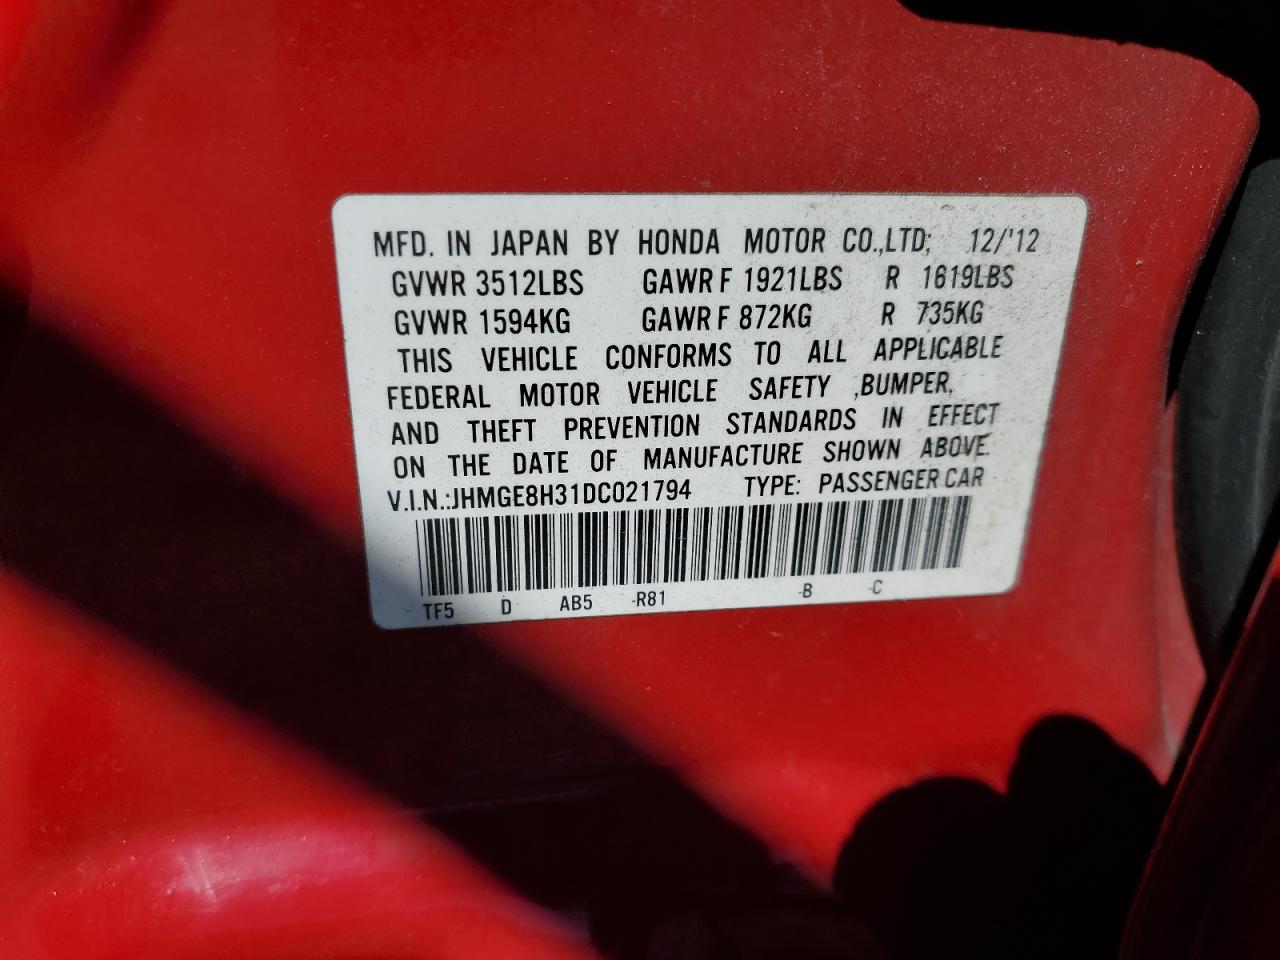 MFD. IN JAPAN BY HONDA MOTOR CO.,LTD; 12/'12
GVWR 3512LBS GAWR F 1921LBS R 1619LBS
GVWR 1594KG GAWR F 872KG R 735KG
THIS VEHICLE CONFORMS TO ALL APPLICABLE
FEDERAL MOTOR VEHICLE SAFETY ,BUMPER,
AND THEFT PREVENTION STANDARDS IN EFFECT
ON THE DATE OF MANUFACTURE SHOWN ABOVE.
V.I.N.:JHMGE8H31DC021794 TYPE: PASSENGER CAR
TF5 D AB5 -R81 -B -C